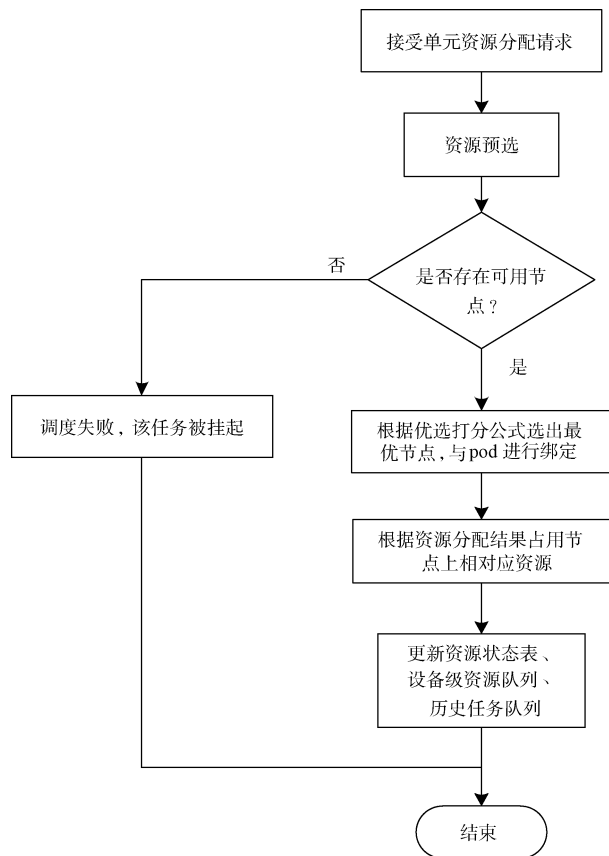 接受单元资源分配请求
资源预选
否
是否存在可用节
点？
是
调度失败，该任务被挂起
根据优选打分公式选出最
优节点，与pod 进行绑定
根据资源分配结果占用节
点上相对应资源
更新资源状态表、
设备级资源队列、
历史任务队列
结束